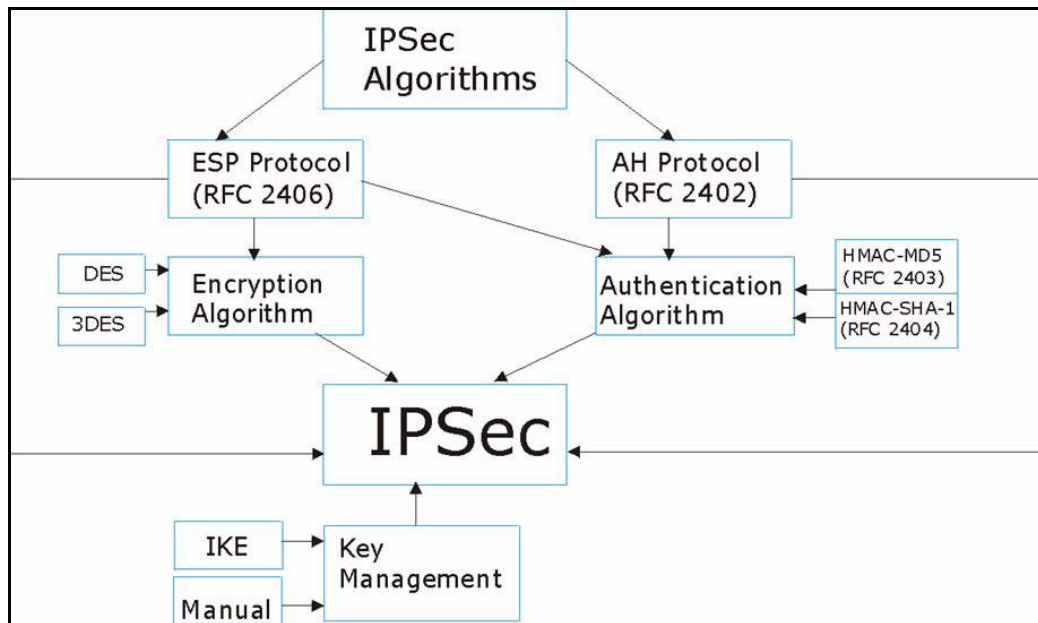 IPSec
Algorithms
ESP Protocol
(RFC 2406)
AH Protocol
(RFC 2402)
DES
3DES
Encryption
Algorithm
Authentication
Algorithm
HMAC-MD5
(RFC 2403)
HMAC-SHA-1
(RFC 2404)
IPSec
IKE
Manual
Key
Management